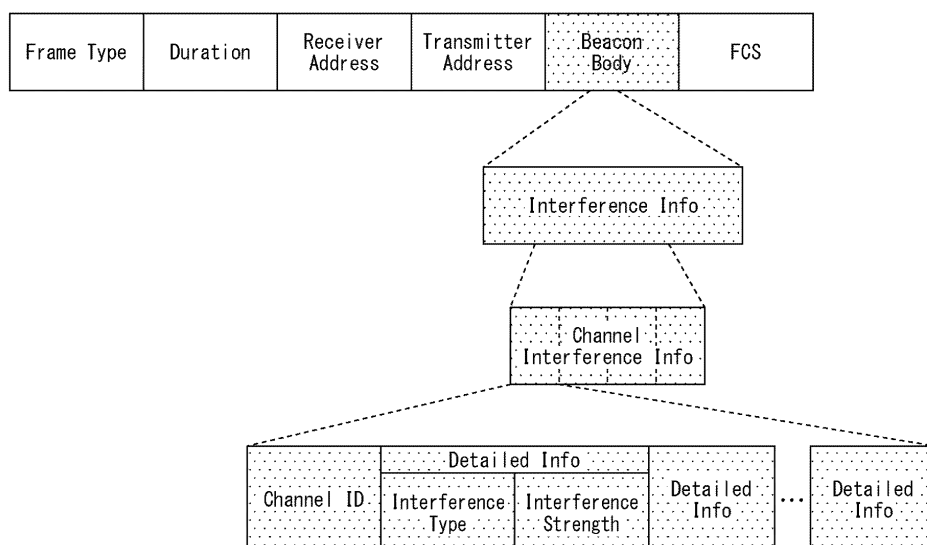 Frame Type
Duration
Receiver
Address
Transmitter
Address
Beacon
Body
FCS
Interference Info
Channel
Interference Info
Channel ID
Detailed Info
Interference
Type
Interference
Strength
Detailed
Info
...
Detailed
Info